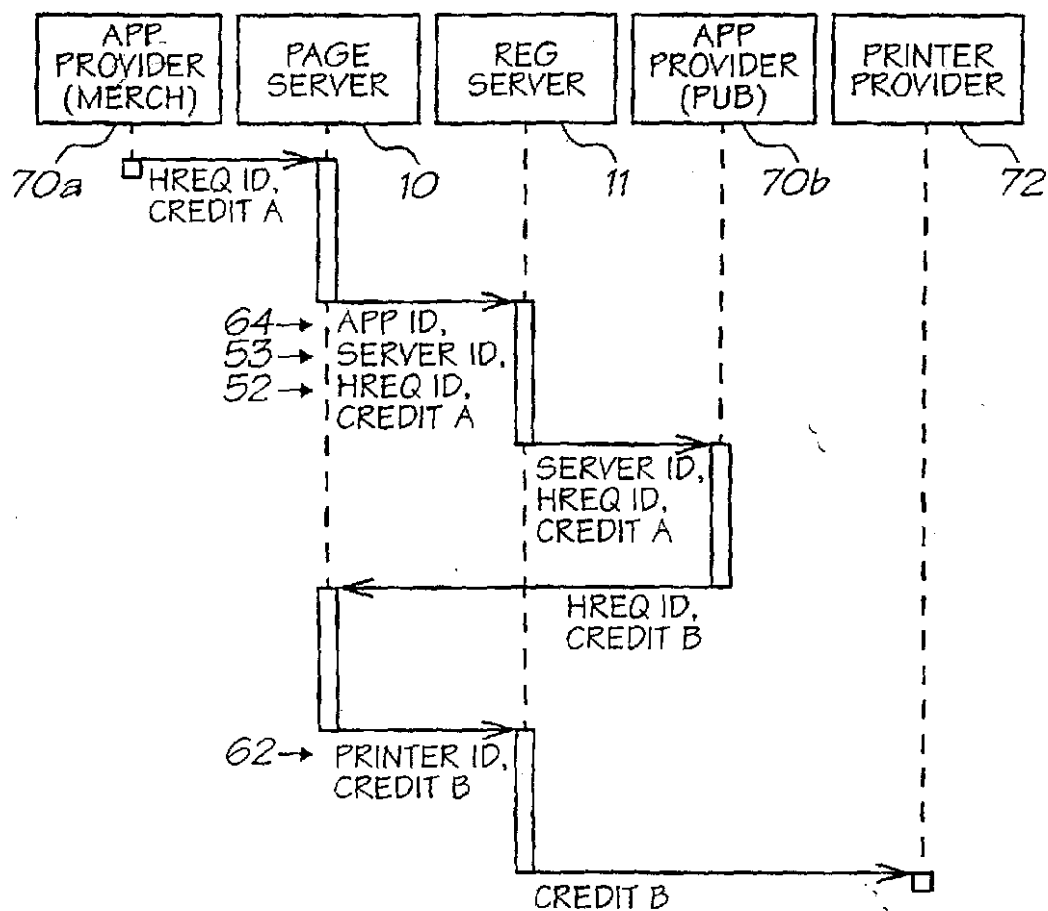 APP
PROVIDER
(MERCH)
PAGE
SERVER
REG
SERVER
APP
PROVIDER
(PUB)
PRINTER
PROVIDER
70a
10
11
70b
72
HREQ ID,
CREDIT A
64
APP ID,
53
SERVER ID,
52
HREQ ID,
CREDIT A
SERVER ID,
HREQ ID,
CREDIT A
HREQ ID,
CREDIT B
62
PRINTER ID,
CREDIT B
CREDIT B